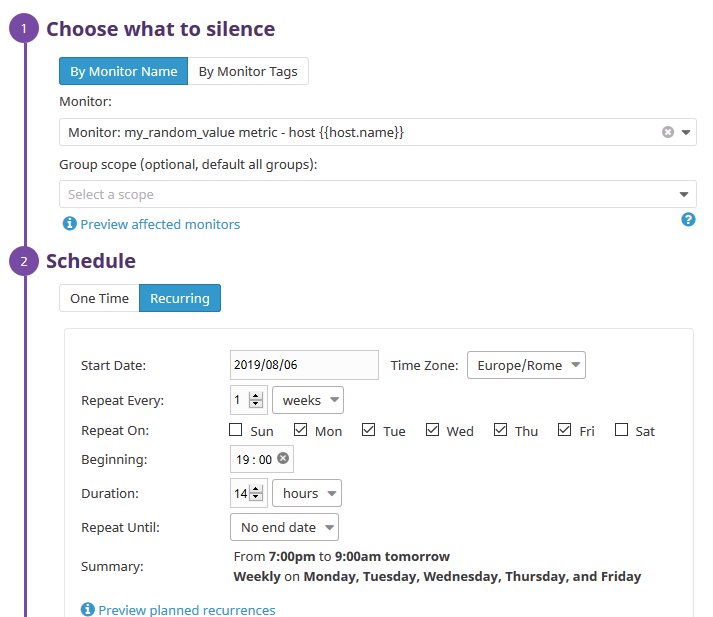 1 Choose what to silence
By Monitor Name By Monitor Tags
Monitor:
Monitor: my_random_value metric - host {{host.name}}
Group scope (optional, default all groups):
Select a scope
Preview affected monitors
2 Schedule
One Time Recurring
Start Date: 2019/08/06 Time Zone: Europe/Rome
Repeat Every: 1 weeks
Repeat On: Sun Mon Tue Wed Thu Fri Sat
Beginning: 19 : 00
Duration: 14 hours
Repeat Until: No end date
Summary: From 7:00pm to 9:00am tomorrow
Weekly on Monday, Tuesday, Wednesday, Thursday, and Friday
Preview planned recurrences